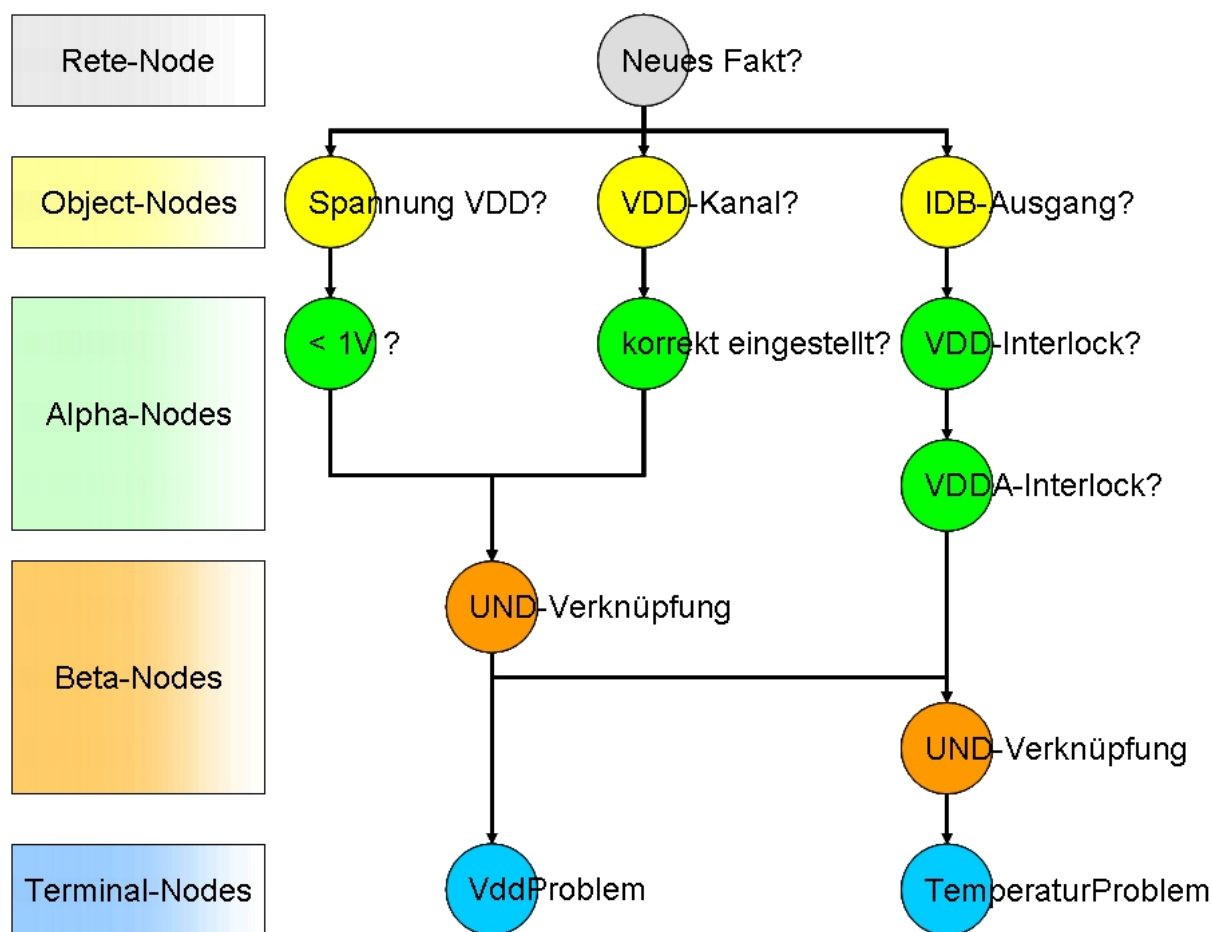 Rete-Node
Neues Fakt?
Object-Nodes
Spannung VDD?
VDD-Kanal?
IDB-Ausgang?
Alpha-Nodes
< 1V ?
korrekt eingestellt?
VDD-Interlock?
VDDA-Interlock?
Beta-Nodes
UND-Verknüpfung
UND-Verknüpfung
Terminal-Nodes
VddProblem
TemperaturProblem